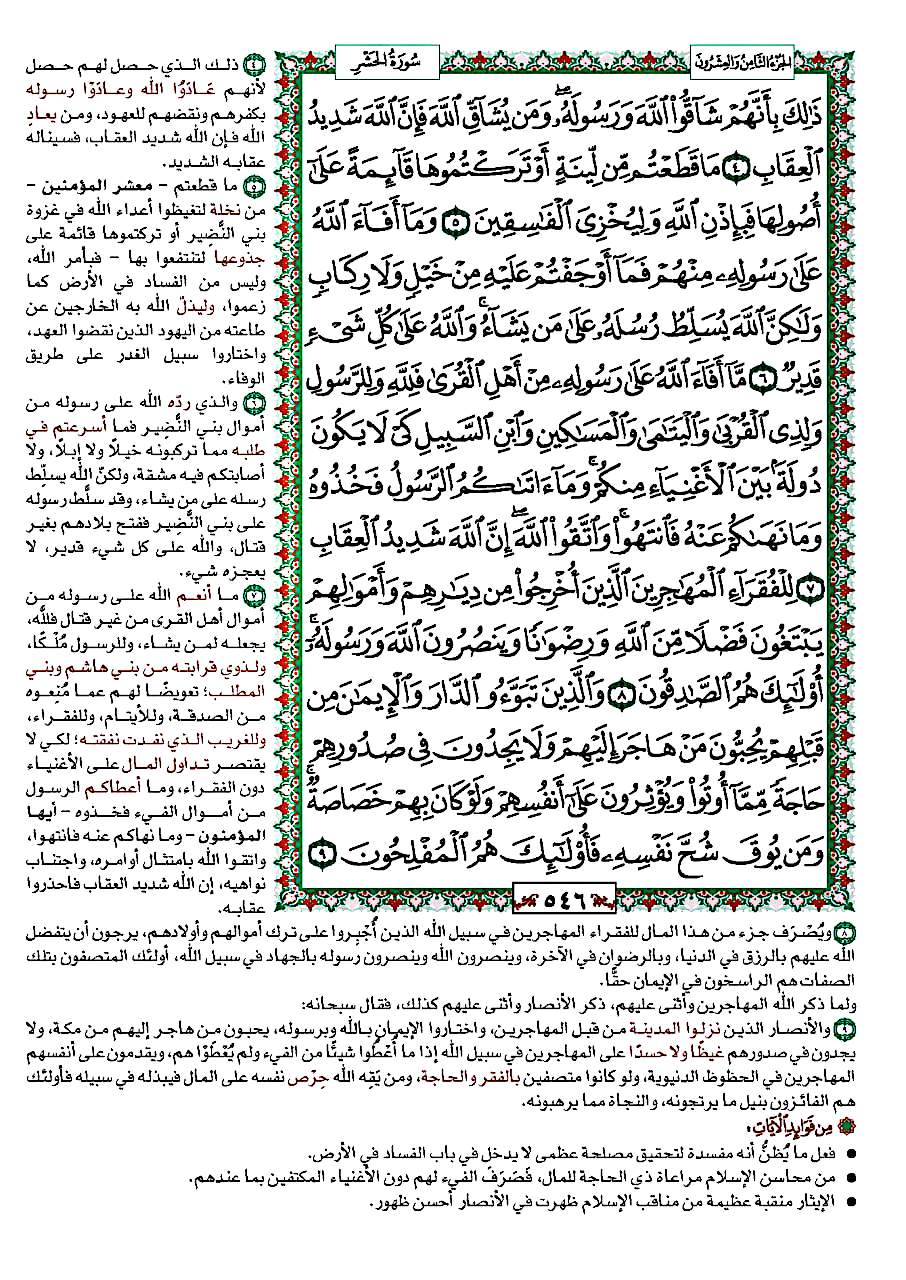 الجزء الثامن والعشرون
سورة الحشر
ذَٰلِكَ بِأَنَّهُمْ شَآقُّوا۟ ٱللَّهَ وَرَسُولَهُۥۖ وَمَن يُشَآقِّ ٱللَّهَ فَإِنَّ ٱللَّهَ شَدِيدُ
ٱلْعِقَابِ ٤ مَا قَطَعْتُم مِّن لِّينَةٍ أَوْ تَرَكْتُمُوهَا قَآئِمَةً عَلَىٰٓ
أُصُولِهَا فَبِإِذْنِ ٱللَّهِ وَلِيُخْزِىَ ٱلْفَٰسِقِينَ ٥ وَمَآ أَفَآءَ ٱللَّهُ
عَلَىٰ رَسُولِهِۦ مِنْهُمْ فَمَآ أَوْجَفْتُمْ عَلَيْهِ مِنْ خَيْلٍ وَلَا رِكَابٍ
وَلَٰكِنَّ ٱللَّهَ يُسَلِّطُ رُسُلَهُۥ عَلَىٰ مَن يَشَآءُۚ وَٱللَّهُ عَلَىٰ كُلِّ شَىْءٍ
قَدِيرٌ ٦ مَّآ أَفَآءَ ٱللَّهُ عَلَىٰ رَسُولِهِۦ مِنْ أَهْلِ ٱلْقُرَىٰ فَلِلَّهِ وَلِلرَّسُولِ
وَلِذِى ٱلْقُرْبَىٰ وَٱلْيَتَٰمَىٰ وَٱلْمَسَٰكِينِ وَٱبْنِ ٱلسَّبِيلِ كَىْ لَا يَكُونَ
دُولَةًۢ بَيْنَ ٱلْأَغْنِيَآءِ مِنكُمْۚ وَمَآ ءَاتَىٰكُمُ ٱلرَّسُولُ فَخُذُوهُ
وَمَا نَهَىٰكُمْ عَنْهُ فَٱنتَهُوا۟ۚ وَٱتَّقُوا۟ ٱللَّهَۖ إِنَّ ٱللَّهَ شَدِيدُ ٱلْعِقَابِ
٧ لِلْفُقَرَآءِ ٱلْمُهَٰجِرِينَ ٱلَّذِينَ أُخْرِجُوا۟ مِن دِيَٰرِهِمْ وَأَمْوَٰلِهِمْ
يَبْتَغُونَ فَضْلًا مِّنَ ٱللَّهِ وَرِضْوَٰنًا وَيَنصُرُونَ ٱللَّهَ وَرَسُولَهُۥٓۚ
أُو۟لَٰٓئِكَ هُمُ ٱلصَّٰدِقُونَ ٨ وَٱلَّذِينَ تَبَوَّءُو ٱلدَّارَ وَٱلْإِيمَٰنَ مِن
قَبْلِهِمْ يُحِبُّونَ مَنْ هَاجَرَ إِلَيْهِمْ وَلَا يَجِدُونَ فِى صُدُورِهِمْ
حَاجَةً مِّمَّآ أُوتُوا۟ وَيُؤْثِرُونَ عَلَىٰٓ أَنفُسِهِمْ وَلَوْ كَانَ بِهِمْ خَصَاصَةٌۚ
وَمَن يُوقَ شُحَّ نَفْسِهِۦ فَأُو۟لَٰٓئِكَ هُمُ ٱلْمُفْلِحُونَ ٩
٥٤٦
٤ ذلك الذي حصل لهم حصل
لأنهم عَادَوُا الله وعادَوْا رسوله
بكفرهم ونقضهم للعهود، ومن يعادِ
الله فإن الله شديد العقاب، فسيناله
عقابه الشديد.
٥ ما قطعتم – معشر المؤمنين –
من نخلة لتغيظوا أعداء الله في غزوة
بني النَّضِير أو تركتموها قائمة على
جذوعها لتنتفعوا بها – فبأمر الله،
وليس من الفساد في الأرض كما
زعموا، وليذلّ الله به الخارجين عن
طاعته من اليهود الذين نقضوا العهد،
واختاروا سبيل الغدر على طريق
الوفاء.
٦ والذي ردّه الله على رسوله من
أموال بني النَّضِير فما أسرعتم في
طلبه مما تركبونه خيلًا ولا إبلًا، ولا
أصابتكم فيه مشقة، ولكنّ الله يسلِّط
رسله على من يشاء، وقد سلَّط رسوله
على بني النَّضِير ففتح بلادهم بغير
قتال، والله على كل شيء قدير، لا
يعجزه شيء.
٧ ما أنعم الله على رسوله من
أموال أهل القرى من غير قتال فلله،
يجعله لمن يشاء، وللرسول مُلْكًا،
ولذوي قرابته من بني هاشم وبني
المطلب؛ تعويضًا لهم عما مُنِعوه
من الصدقة، وللأيتام، وللفقراء،
وللغريب الذي نفدت نفقته؛ لكي لا
يقتصر تداول المال على الأغنياء
دون الفقراء، وما أعطاكم الرسول
من أموال الفيء فخذوه – أيها
المؤمنون – وما نهاكم عنه فانتهوا،
واتقوا الله بامتثال أوامره، واجتناب
نواهيه، إن الله شديد العقاب فاحذروا
عقابه.
٨ ويُصْرَف جزء من هذا المال للفقراء المهاجرين في سبيل الله الذين أُجْبِروا على ترك أموالهم وأولادهم، يرجون أن يتفضل
الله عليهم بالرزق في الدنيا، وبالرضوان في الآخرة، وينصرون الله وينصرون رسوله بالجهاد في سبيل الله، أولئك المتصفون بتلك
الصفات هم الراسخون في الإيمان حقًّا.
ولما ذكر الله المهاجرين وأثنى عليهم، ذكر الأنصار وأثنى عليهم كذلك، فقال سبحانه:
٩ والأنصار الذين نزلوا المدينة من قبل المهاجرين، واختاروا الإيمان بالله وبرسوله، يحبون من هاجر إليهم من مكة، ولا
يجدون في صدورهم غيظًا ولا حسدًا على المهاجرين في سبيل الله إذا ما أُعْطُوا شيئًا من الفيء ولم يُعْطَوْا هم، ويقدمون على أنفسهم
المهاجرين في الحظوظ الدنيوية، ولو كانوا متصفين بالفقر والحاجة، ومن يَقِه الله حِرْص نفسه على المال فيبذله في سبيله فأولئك
هم الفائزون بنيل ما يرتجونه، والنجاة مما يرهبونه.
من فوائد الآيات:
• فعل ما يُظنُّ أنه مفسدة لتحقيق مصلحة عظمى لا يدخل في باب الفساد في الأرض.
• من محاسن الإسلام مراعاة ذي الحاجة للمال، فَصَرَفَ الفيء لهم دون الأغنياء المكتفين بما عندهم.
• الإيثار منقبة عظيمة من مناقب الإسلام ظهرت في الأنصار أحسن ظهور.